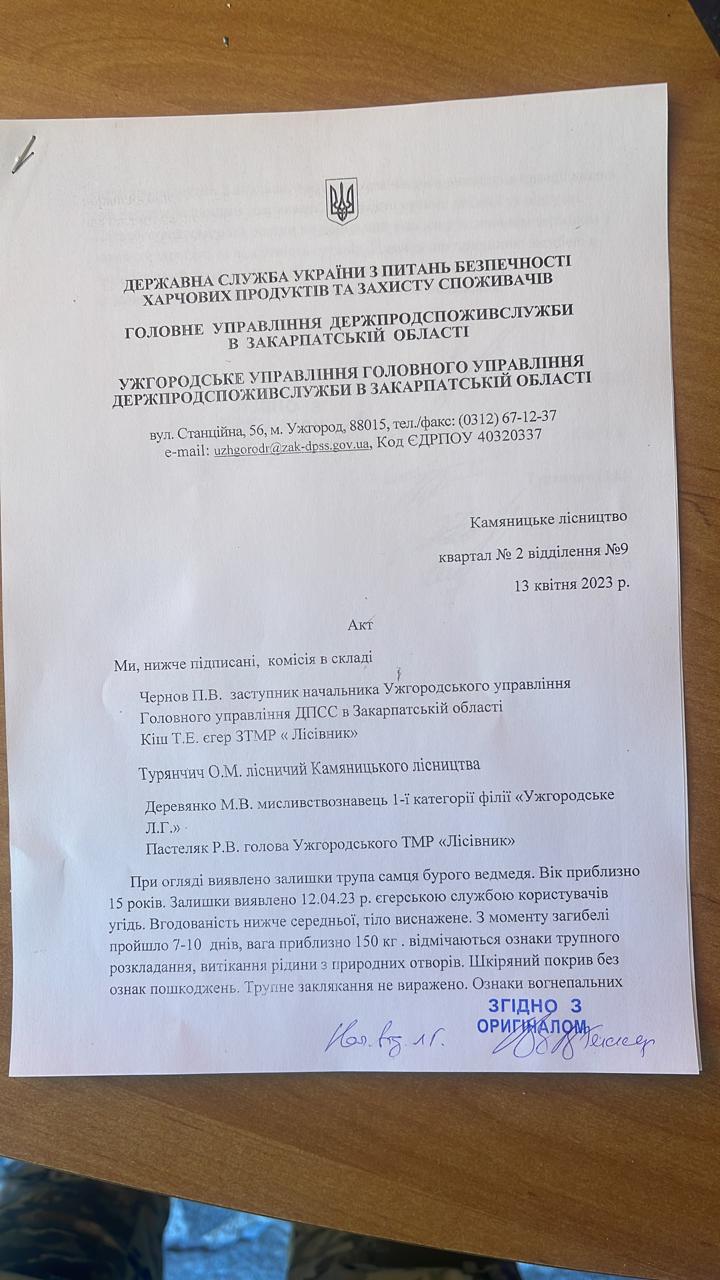 ДЕРЖАВНА СЛУЖБА УКРАЇНИ З ПИТАНЬ БЕЗПЕЧНОСТІ
ХАРЧОВИХ ПРОДУКТІВ ТА ЗАХИСТУ СПОЖИВАЧІВ
ГОЛОВНЕ УПРАВЛІННЯ ДЕРЖПРОДСПОЖИВСЛУЖБИ
В ЗАКАРПАТСЬКІЙ ОБЛАСТІ
УЖГОРОДСЬКЕ УПРАВЛІННЯ ГОЛОВНОГО УПРАВЛІННЯ
ДЕРЖПРОДСПОЖИВСЛУЖБИ В ЗАКАРПАТСЬКІЙ ОБЛАСТІ
вул. Станційна, 56, м. Ужгород, 88015, тел./факс: (0312) 67-12-37
e-mail: uzhgorodr@zak-dpss.gov.ua, Код ЄДРПОУ 40320337
Камяницьке лісництво
квартал № 2 відділення №9
13 квітня 2023 р.
Акт
Ми, нижче підписані, комісія в складі
Чернов П.В. заступник начальника Ужгородського управління
Головного управління ДПСС в Закарпатській області
Кіш Т.Е. єгер ЗТМР « Лісівник»
Турянчич О.М. лісничий Камяницького лісництва
Деревянко М.В. мисливствознавець 1-ї категорії філії «Ужгородське
Л.Г.»
Пастеляк Р.В. голова Ужгородського ТМР «Лісівник»
При огляді виявлено залишки трупа самця бурого ведмедя. Вік приблизно
15 років. Залишки виявлено 12.04.23 р. єгерською службою користувачів
угідь. Вгодованість нижче середньої, тіло виснажене. З моменту загибелі
пройшло 7-10 днів, вага приблизно 150 кг . відмічаються ознаки трупного
розкладання, витікання рідини з природних отворів. Шкіряний покрив без
ознак пошкоджень. Трупне заклякання не виражено. Ознаки вогнепальних
ЗГІДНО З
ОРИГІНАЛОМ